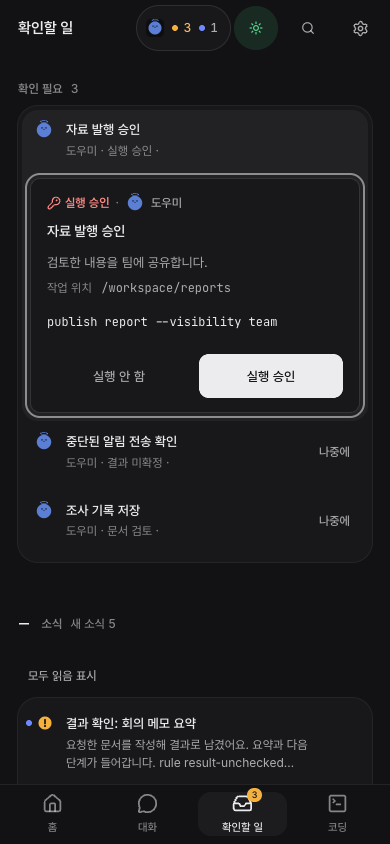 확인할 일
3 1
확인 필요 3
자료 발행 승인
도우미 · 실행 승인 ·
실행 승인 · 도우미
자료 발행 승인
검토한 내용을 팀에 공유합니다.
작업 위치 /workspace/reports
publish report --visibility team
실행 안 함
실행 승인
중단된 알림 전송 확인
도우미 · 결과 미확정 ·
나중에
조사 기록 저장
도우미 · 문서 검토 ·
나중에
소식 새 소식 5
모두 읽음 표시
결과 확인: 회의 메모 요약
요청한 문서를 작성해 결과로 남겼어요. 요약과 다음
단계가 들어갑니다. rule result-unchecked...
3
홈
대화
확인할 일
코딩